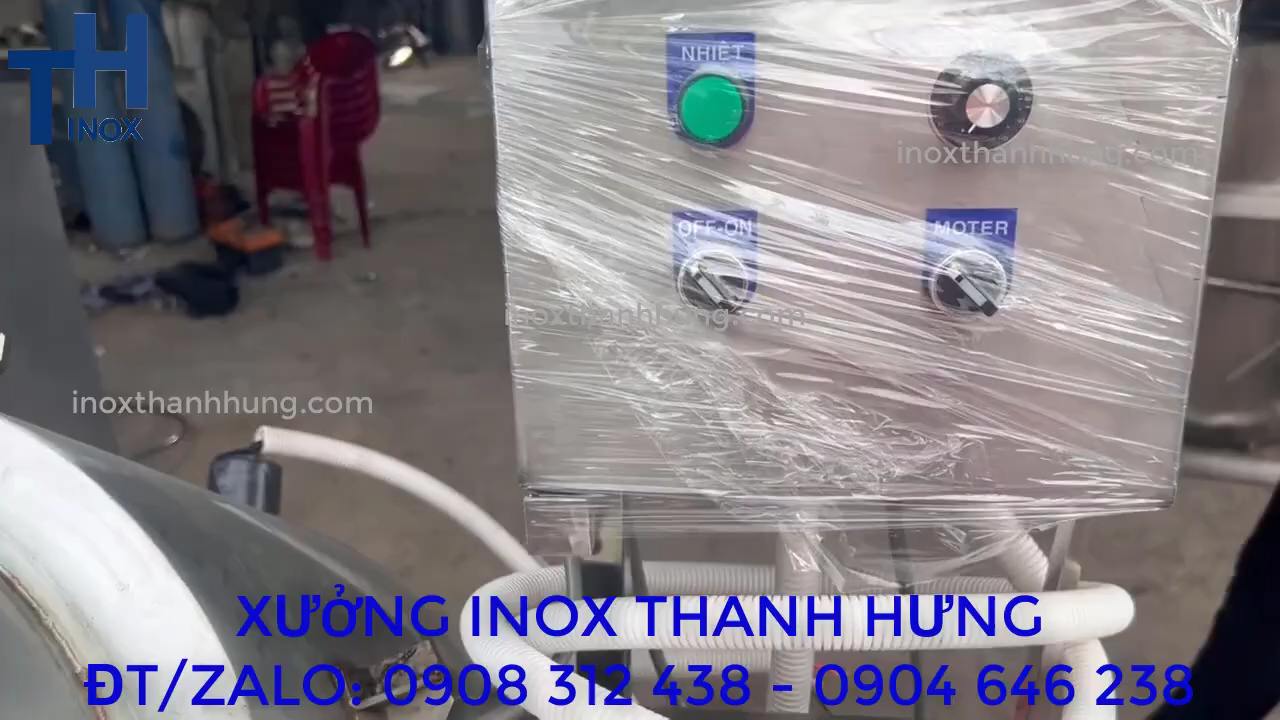 TH
INOX
NHIỆT
inoxthanhhung.com
OFF-ON
MOTER
inoxthanhhung.com
inoxthanhhung.com
XƯỞNG INOX THANH HƯNG
ĐT/ZALO: 0908 312 438 - 0904 646 238